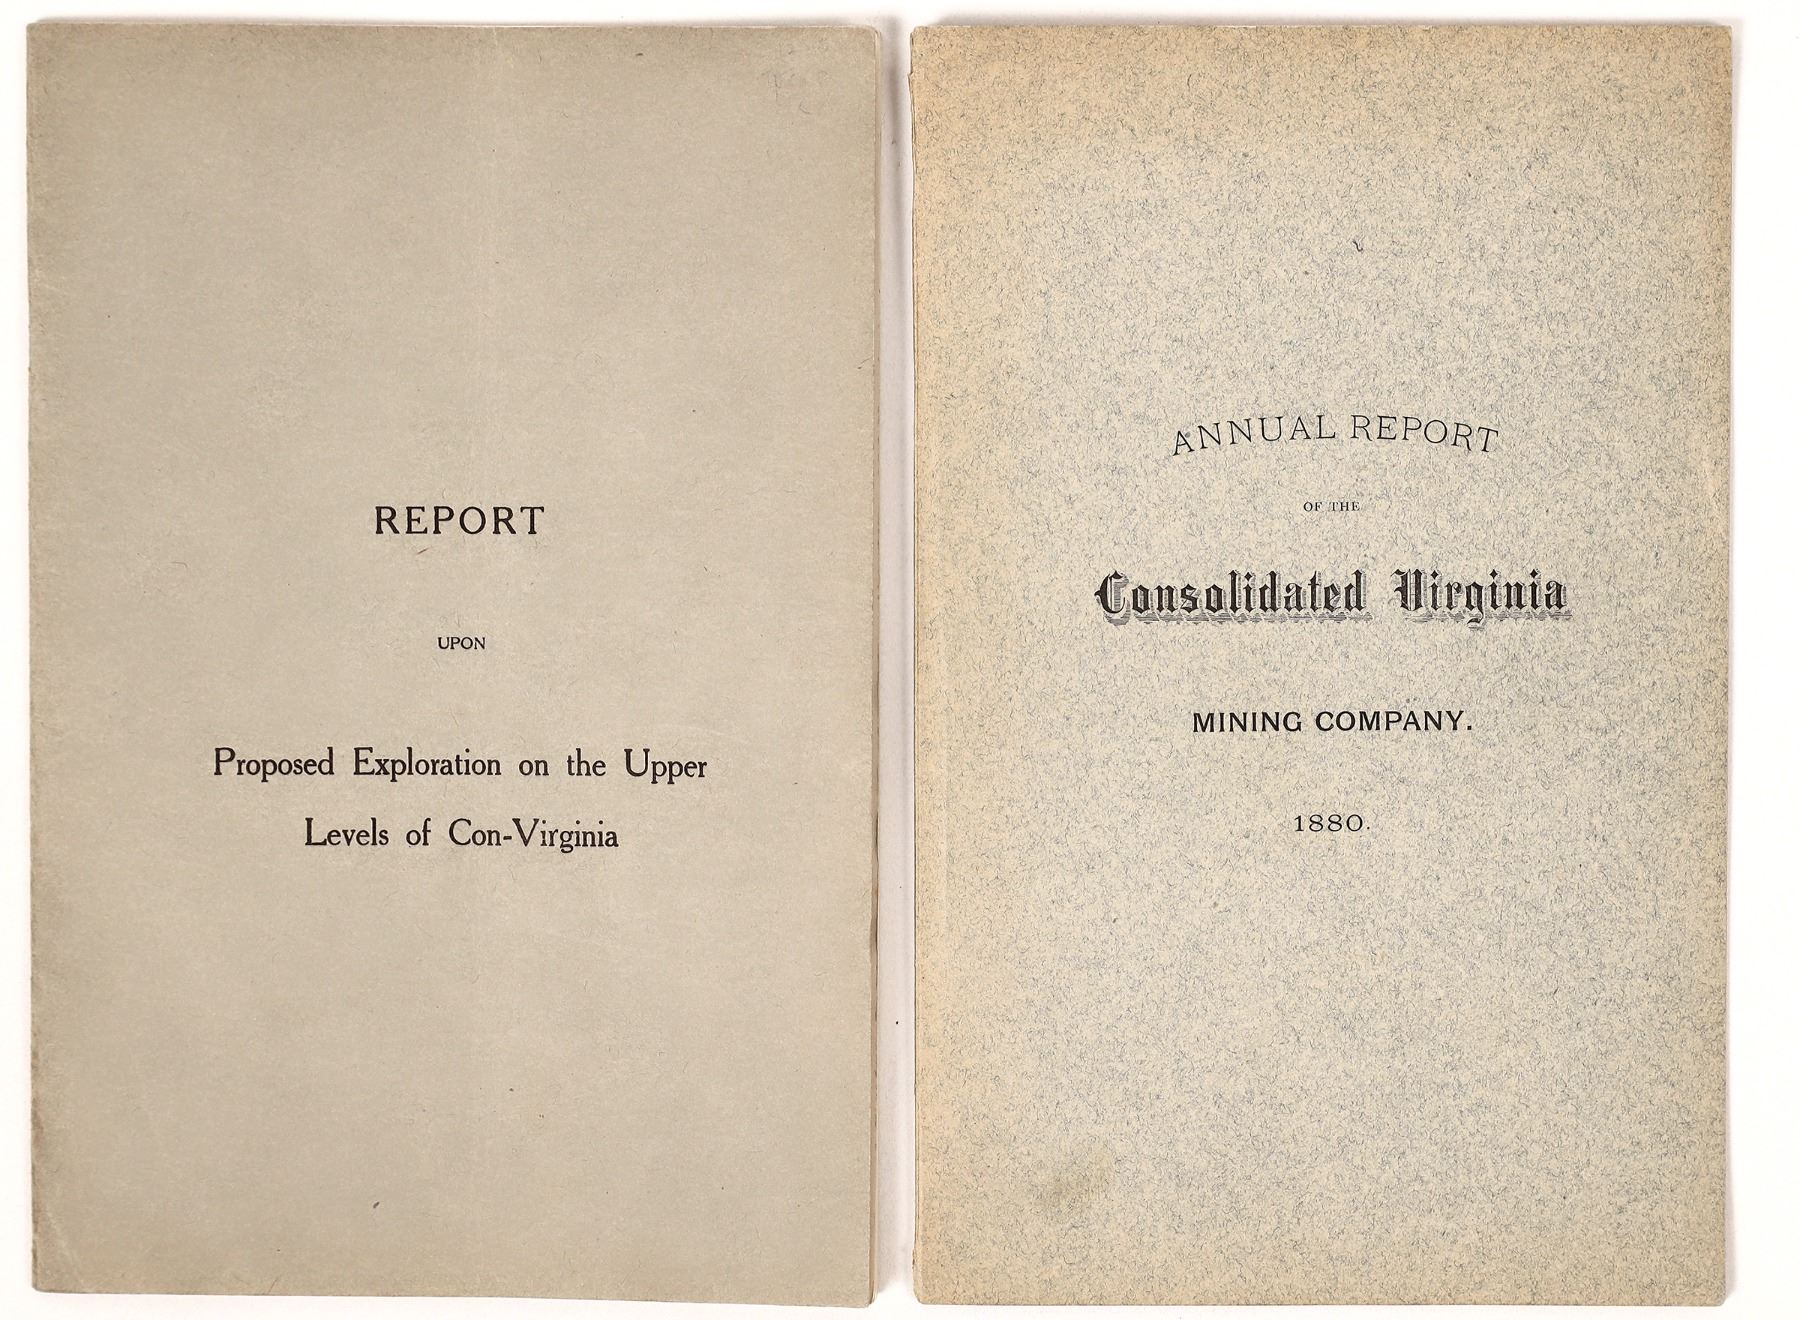 REPORT
UPON
Proposed Exploration on the Upper
Levels of Con-Virginia
ANNUAL REPORT
OF THE
Consolidated Virginia
MINING COMPANY.
1880.